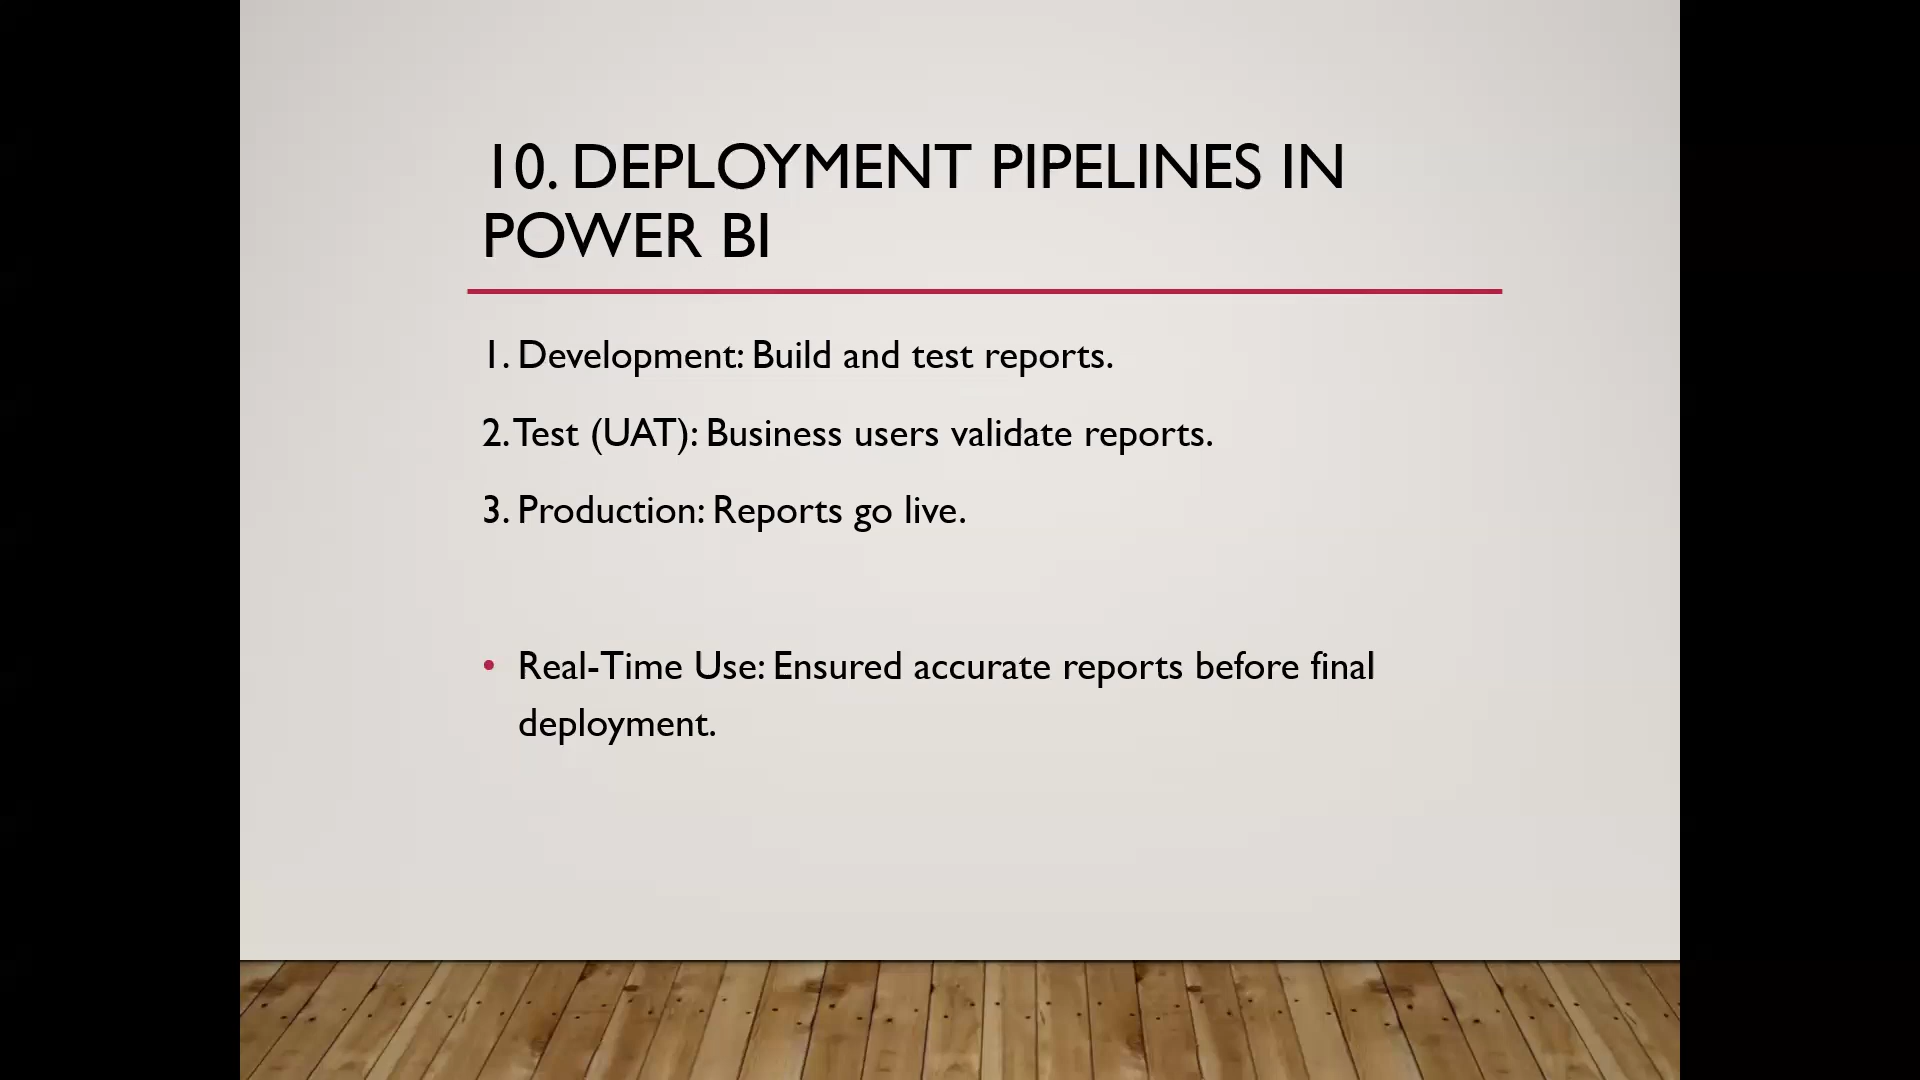 10. DEPLOYMENT PIPELINES IN
POWER BI
1. Development: Build and test reports.
2. Test (UAT): Business users validate reports.
3. Production: Reports go live.
• Real-Time Use: Ensured accurate reports before final
deployment.